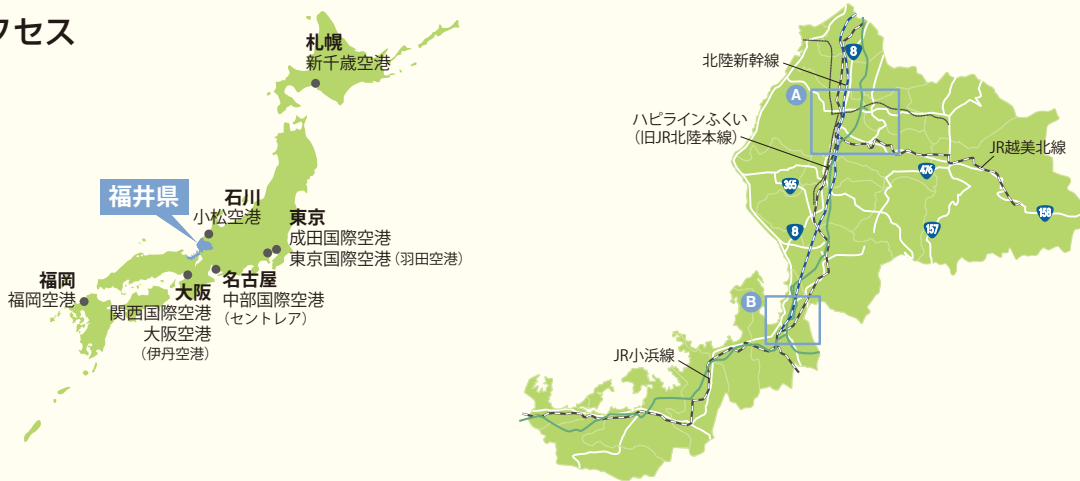 クセス
札幌
新千歳空港
福井県
石川
小松空港
東京
成田国際空港
東京国際空港(羽田空港)
名古屋
中部国際空港
(セントレア)
大阪
関西国際空港
大阪空港
(伊丹空港)
福岡
福岡空港
北陸新幹線
8
A
ハピラインふくい
(旧JR北陸本線)
JR越美北線
365
476
158
8
157
B
JR小浜線